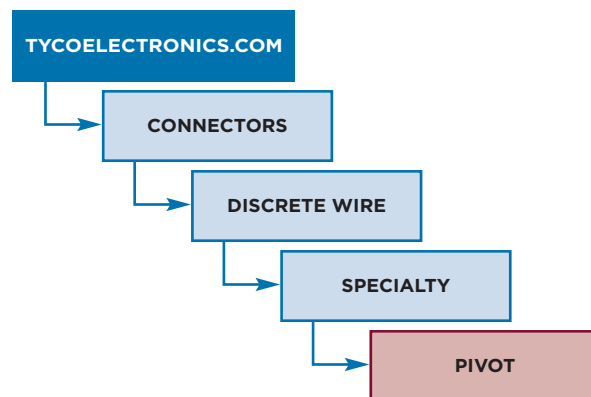 TYCOELECTRONICS.COM
CONNECTORS
DISCRETE WIRE
SPECIALTY
PIVOT